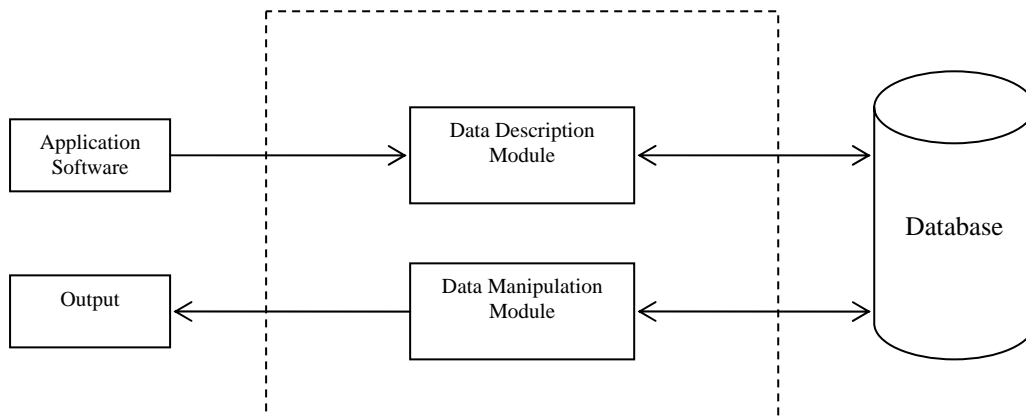 Application
Software
Data Description
Module
Database
Output
Data Manipulation
Module